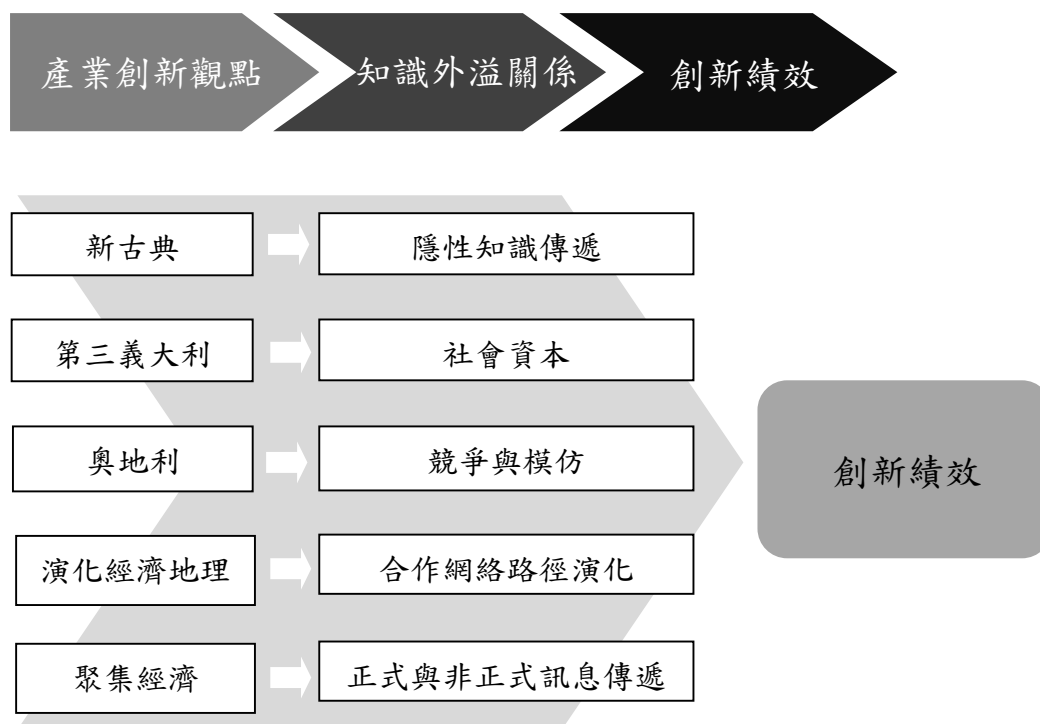 產業創新觀點
知識外溢關係
創新績效
新古典
隱性知識傳遞
第三義大利
社會資本
奧地利
競爭與模仿
創新績效
演化經濟地理
合作網絡路徑演化
聚集經濟
正式與非正式訊息傳遞